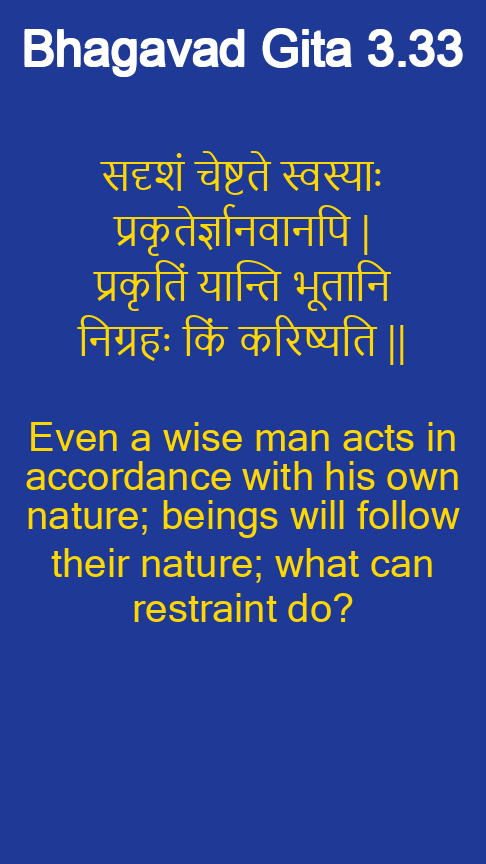 Bhagavad Gita 3.33
सदृशं चेष्टते स्वस्याः
प्रकृतेर्ज्ञानवानपि |
प्रकृतिं यान्ति भूतानि
निग्रहः किं करिष्यति ||
Even a wise man acts in
accordance with his own
nature; beings will follow
their nature; what can
restraint do?